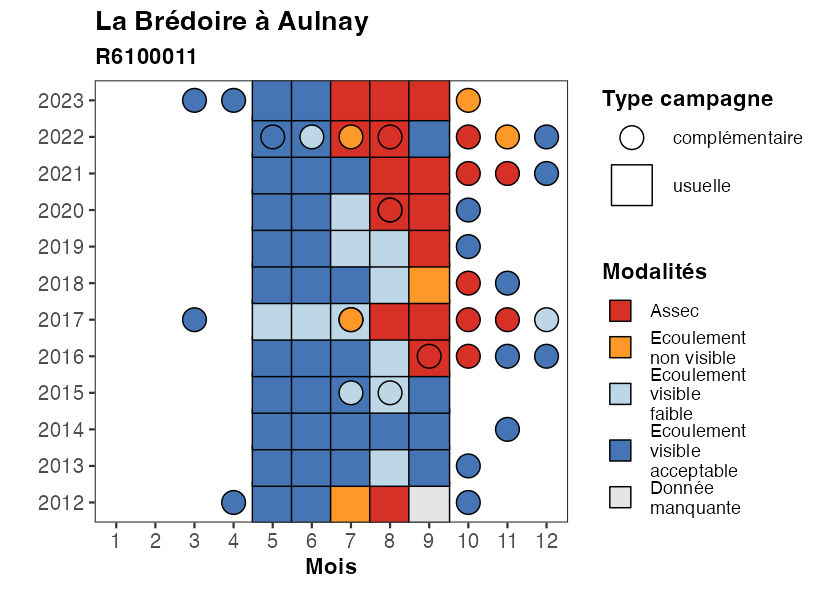 La Brédoire à Aulnay
R6100011
2023
2022
2021
2020
2019
2018
2017
2016
2015
2014
2013
2012
1 2 3 4 5 6 7 8 9 10 11 12
Mois
Type campagne
complémentaire
usuelle
Modalités
Assec
Ecoulement
non visible
Ecoulement
visible
faible
Ecoulement
visible
acceptable
Donnée
manquante